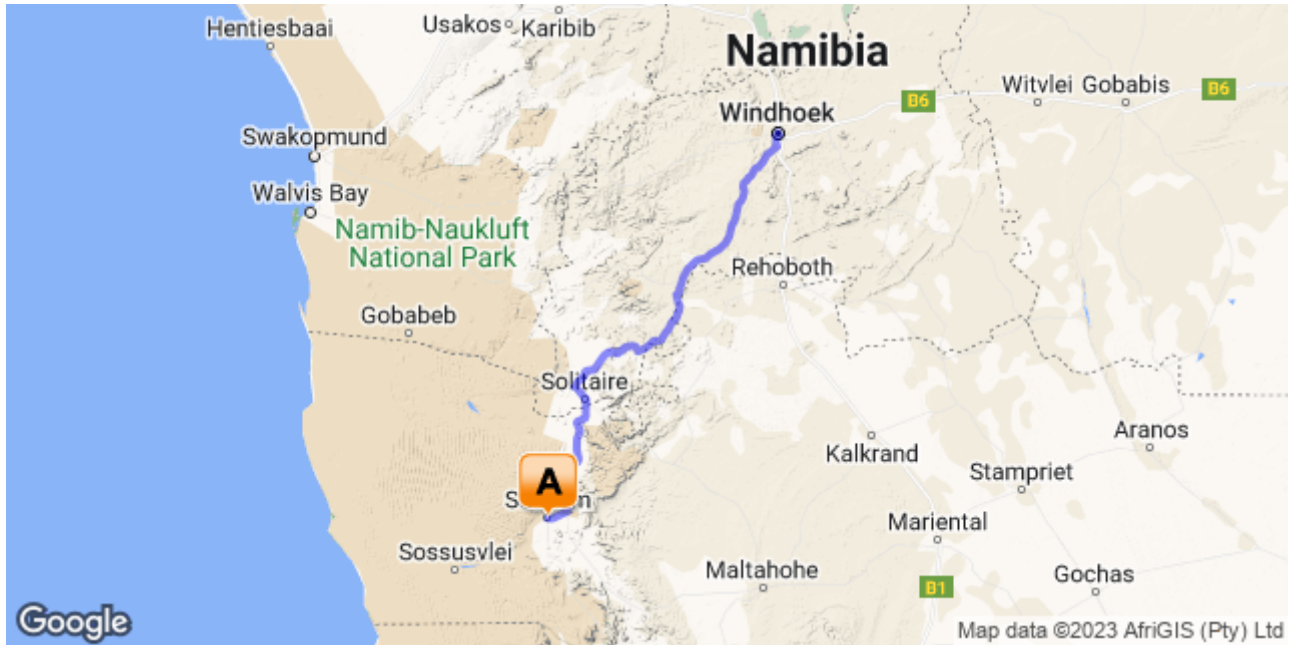 Hentiesbaai
Usakos
Karibib
Namibia
B6
Witvlei
Gobabis
B6
Windhoek
Swakopmund
Walvis Bay
Namib-Naukluft
National Park
Rehoboth
Gobabeb
Solitaire
Aranos
Kalkrand
Stampriet
A
Mariental
Sossusvlei
Maltahohe
B1
Gochas
Google
Map data ©2023 AfriGIS (Pty) Ltd